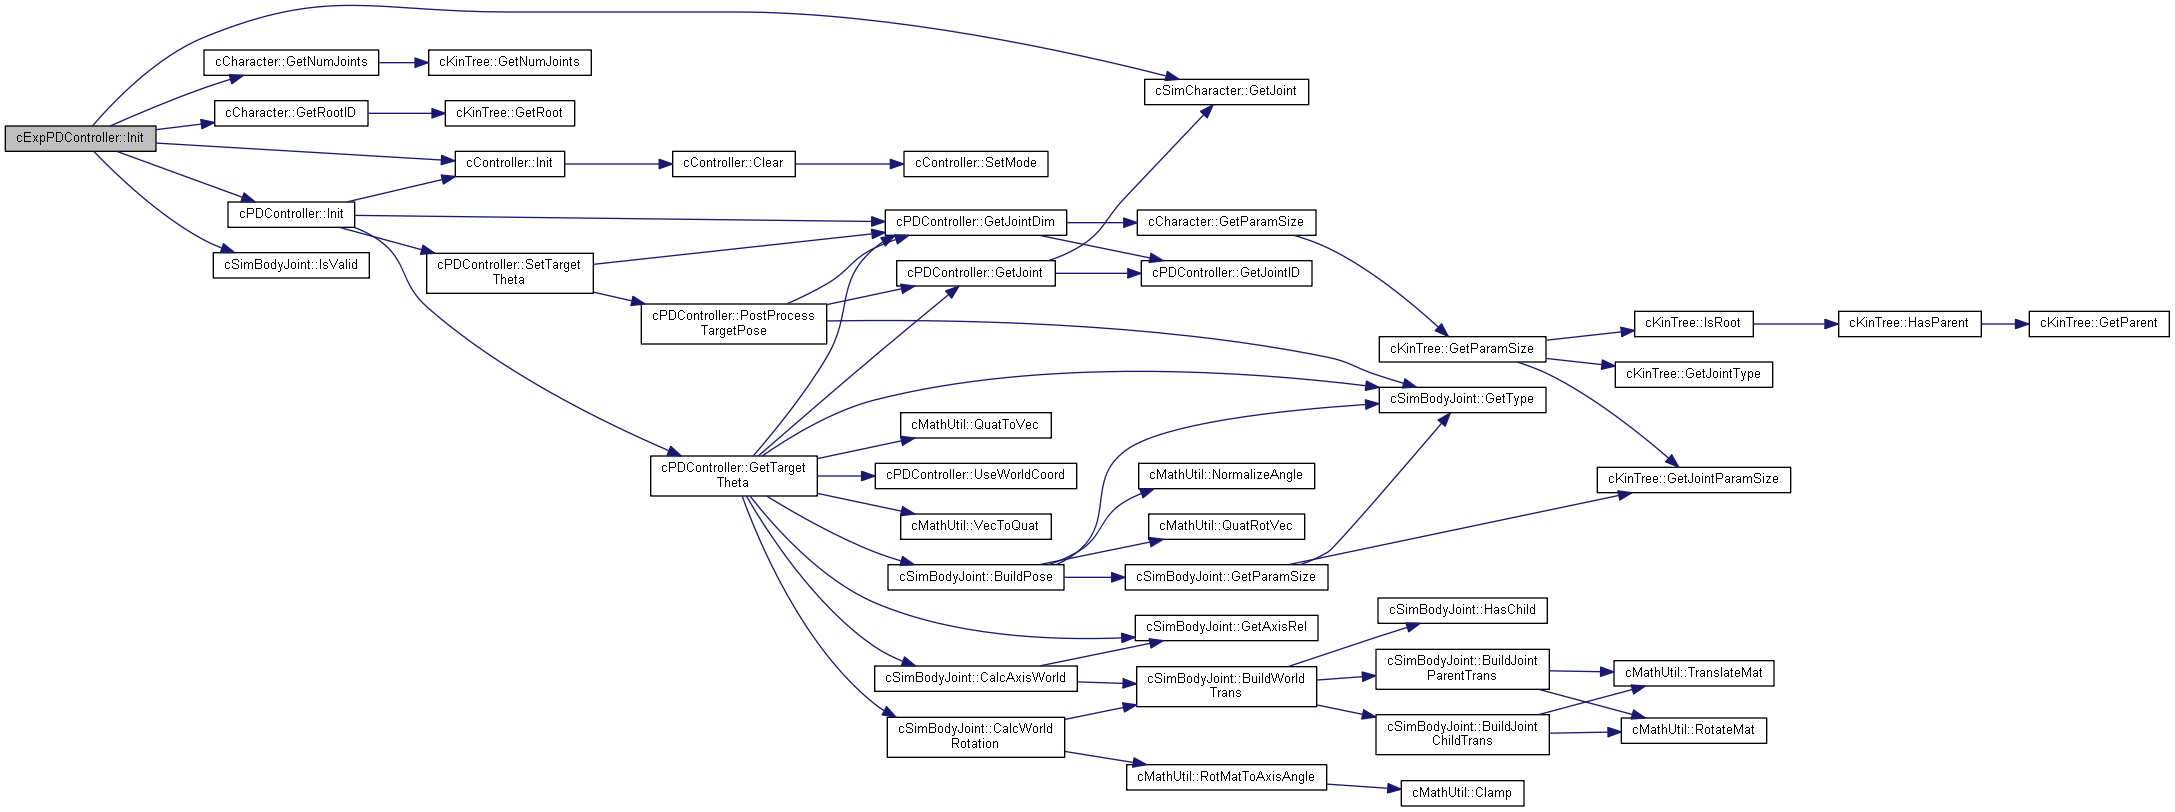 cExpPDController::Init
cCharacter::GetNumJoints
cKinTree::GetNumJoints
cCharacter::GetRootID
cKinTree::GetRoot
cController::Init
cController::Clear
cController::SetMode
cPDController::Init
cSimBodyJoint::IsValid
cPDController::SetTarget
Theta
cPDController::PostProcess
TargetPose
cPDController::GetTarget
Theta
cSimCharacter::GetJoint
cPDController::GetJointDim
cCharacter::GetParamSize
cPDController::GetJoint
cPDController::GetJointID
cKinTree::GetParamSize
cKinTree::IsRoot
cKinTree::HasParent
cKinTree::GetParent
cKinTree::GetJointType
cSimBodyJoint::GetType
cMathUtil::QuatToVec
cPDController::UseWorldCoord
cMathUtil::VecToQuat
cMathUtil::NormalizeAngle
cMathUtil::QuatRotVec
cKinTree::GetJointParamSize
cSimBodyJoint::BuildPose
cSimBodyJoint::GetParamSize
cSimBodyJoint::GetAxisRel
cSimBodyJoint::CalcAxisWorld
cSimBodyJoint::CalcWorld
Rotation
cSimBodyJoint::BuildWorld
Trans
cSimBodyJoint::HasChild
cSimBodyJoint::BuildJoint
ParentTrans
cSimBodyJoint::BuildJoint
ChildTrans
cMathUtil::TranslateMat
cMathUtil::RotateMat
cMathUtil::RotMatToAxisAngle
cMathUtil::Clamp